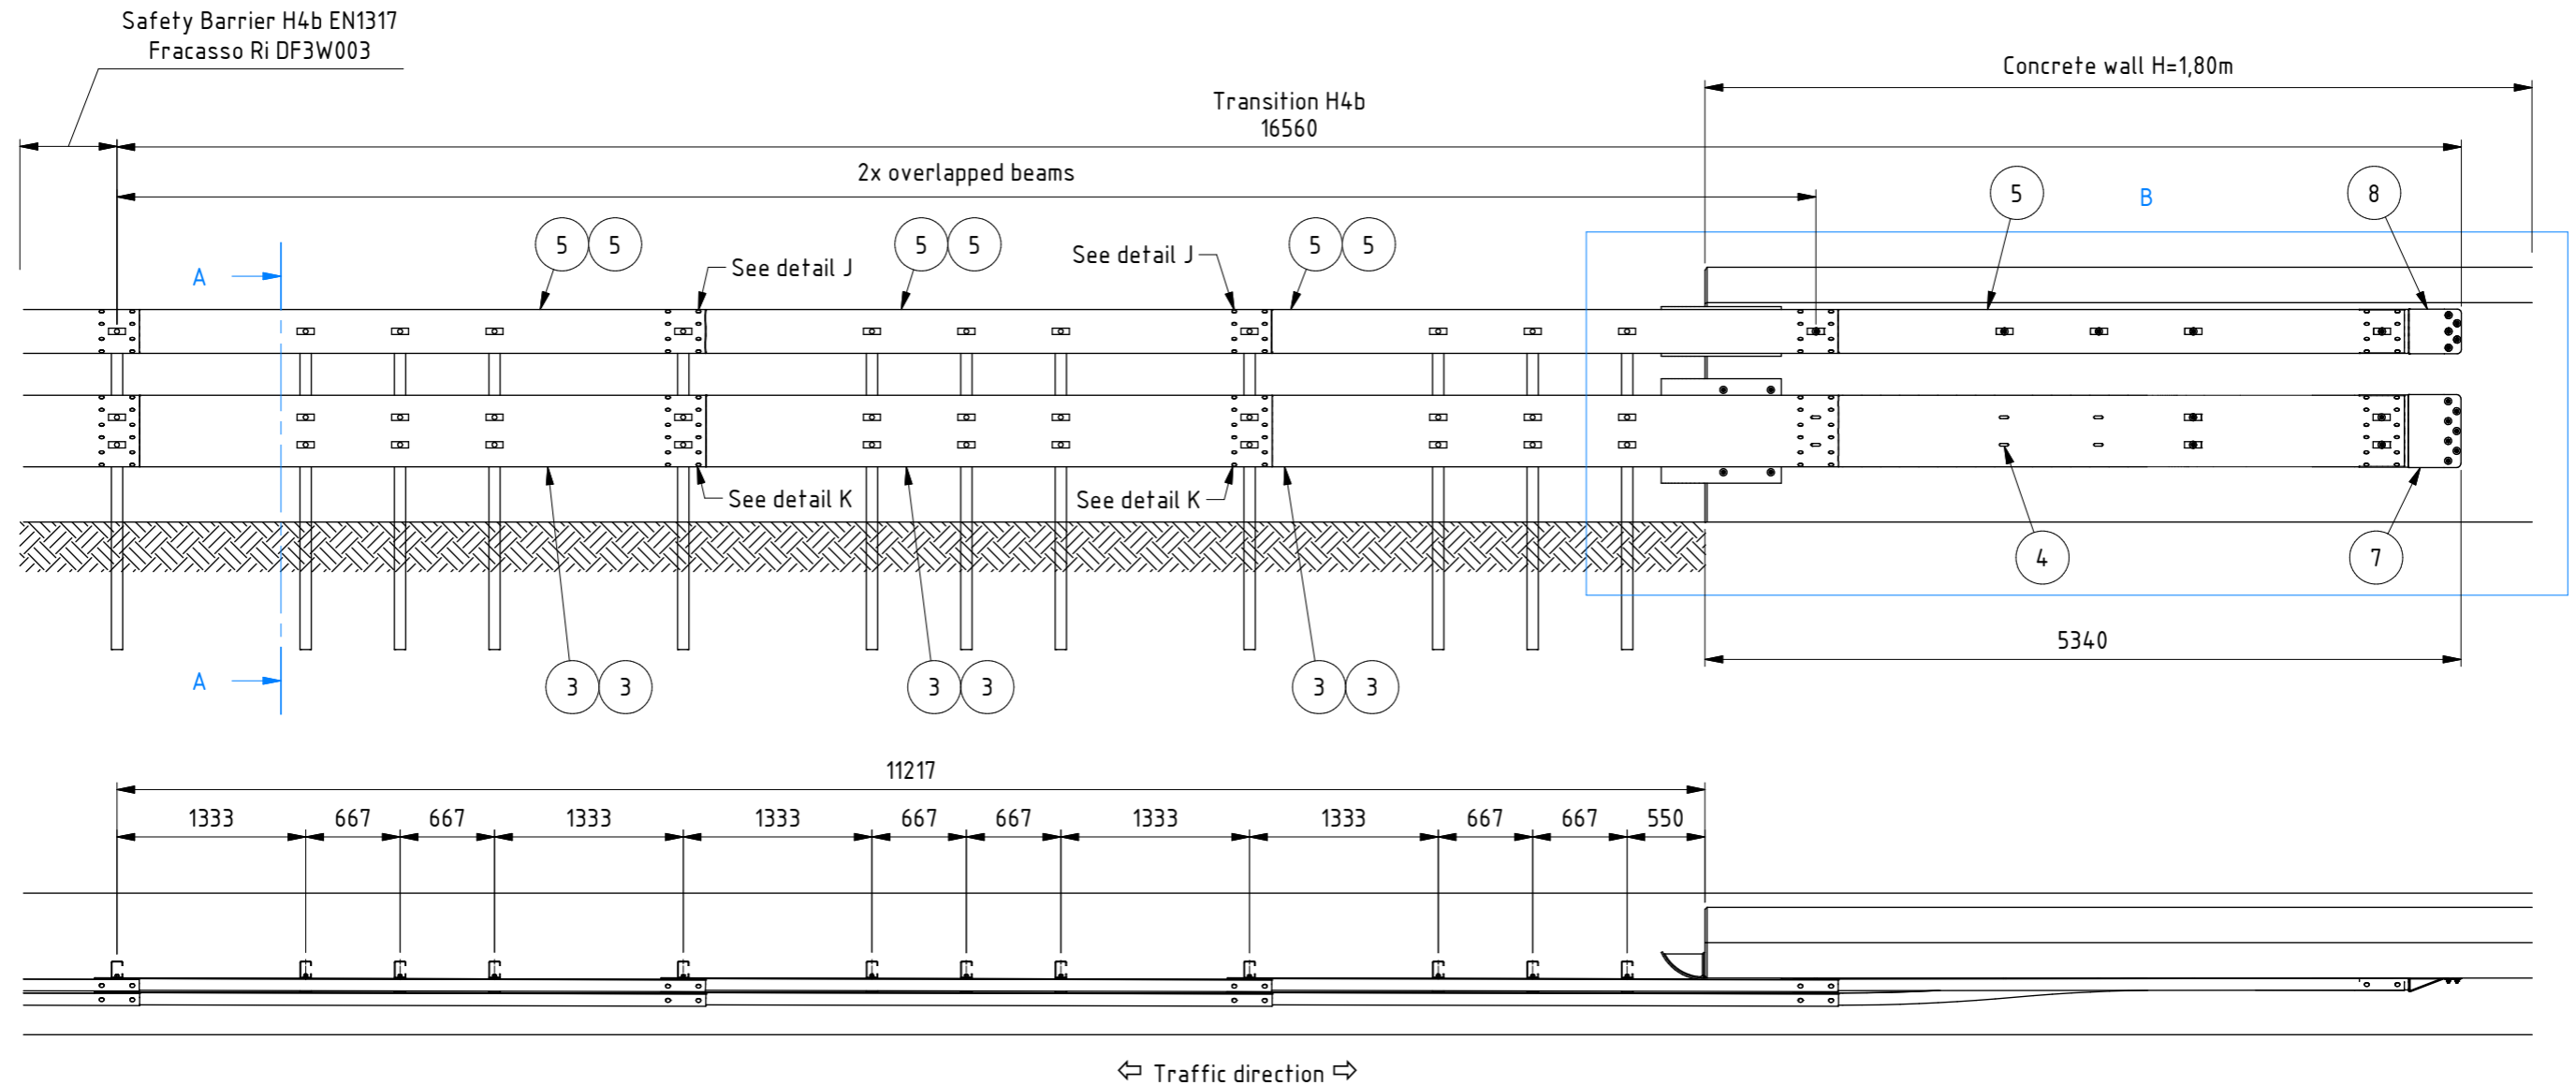 Safety Barrier H4b EN1317
Fracasso Ri DF3W003
Concrete wall H=1,80m
Transition H4b
16560
2x overlapped beams
5
B
8
5 5
5 5
5 5
See detail J
See detail J
A
See detail K
See detail K
4
7
5340
A
3 3
3 3
3 3
11217
1333 667 667 1333 1333 667 667 1333 1333 667 667 550
⇦ Traffic direction ⇨